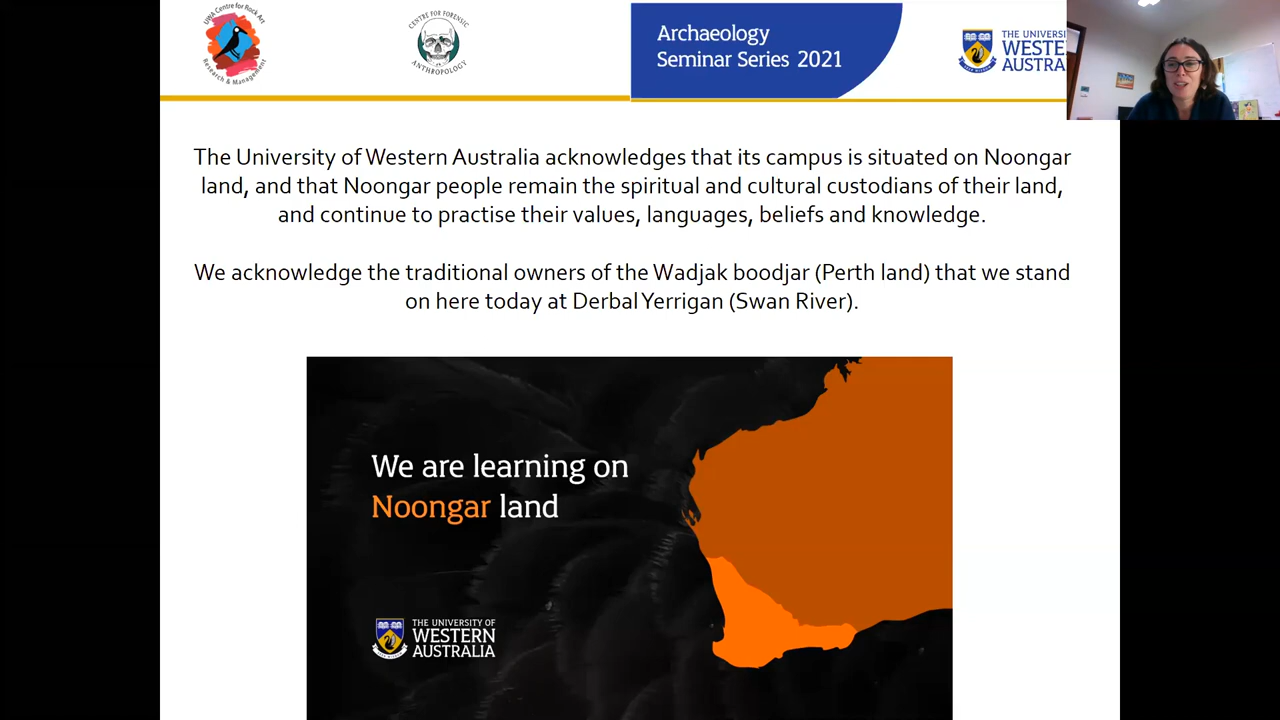 UWA Centre for Rock Art
Research & Management
CENTRE FOR FORENSIC
ANTHROPOLOGY
Archaeology
Seminar Series 2021
THE UNIVERSI
WESTE
AUSTRA
The University of Western Australia acknowledges that its campus is situated on Noongar
land, and that Noongar people remain the spiritual and cultural custodians of their land,
and continue to practise their values, languages, beliefs and knowledge.
We acknowledge the traditional owners of the Wadjak boodjar (Perth land) that we stand
on here today at Derbal Yerrigan (Swan River).
We are learning on
Noongar land
THE UNIVERSITY OF
WESTERN
AUSTRALIA